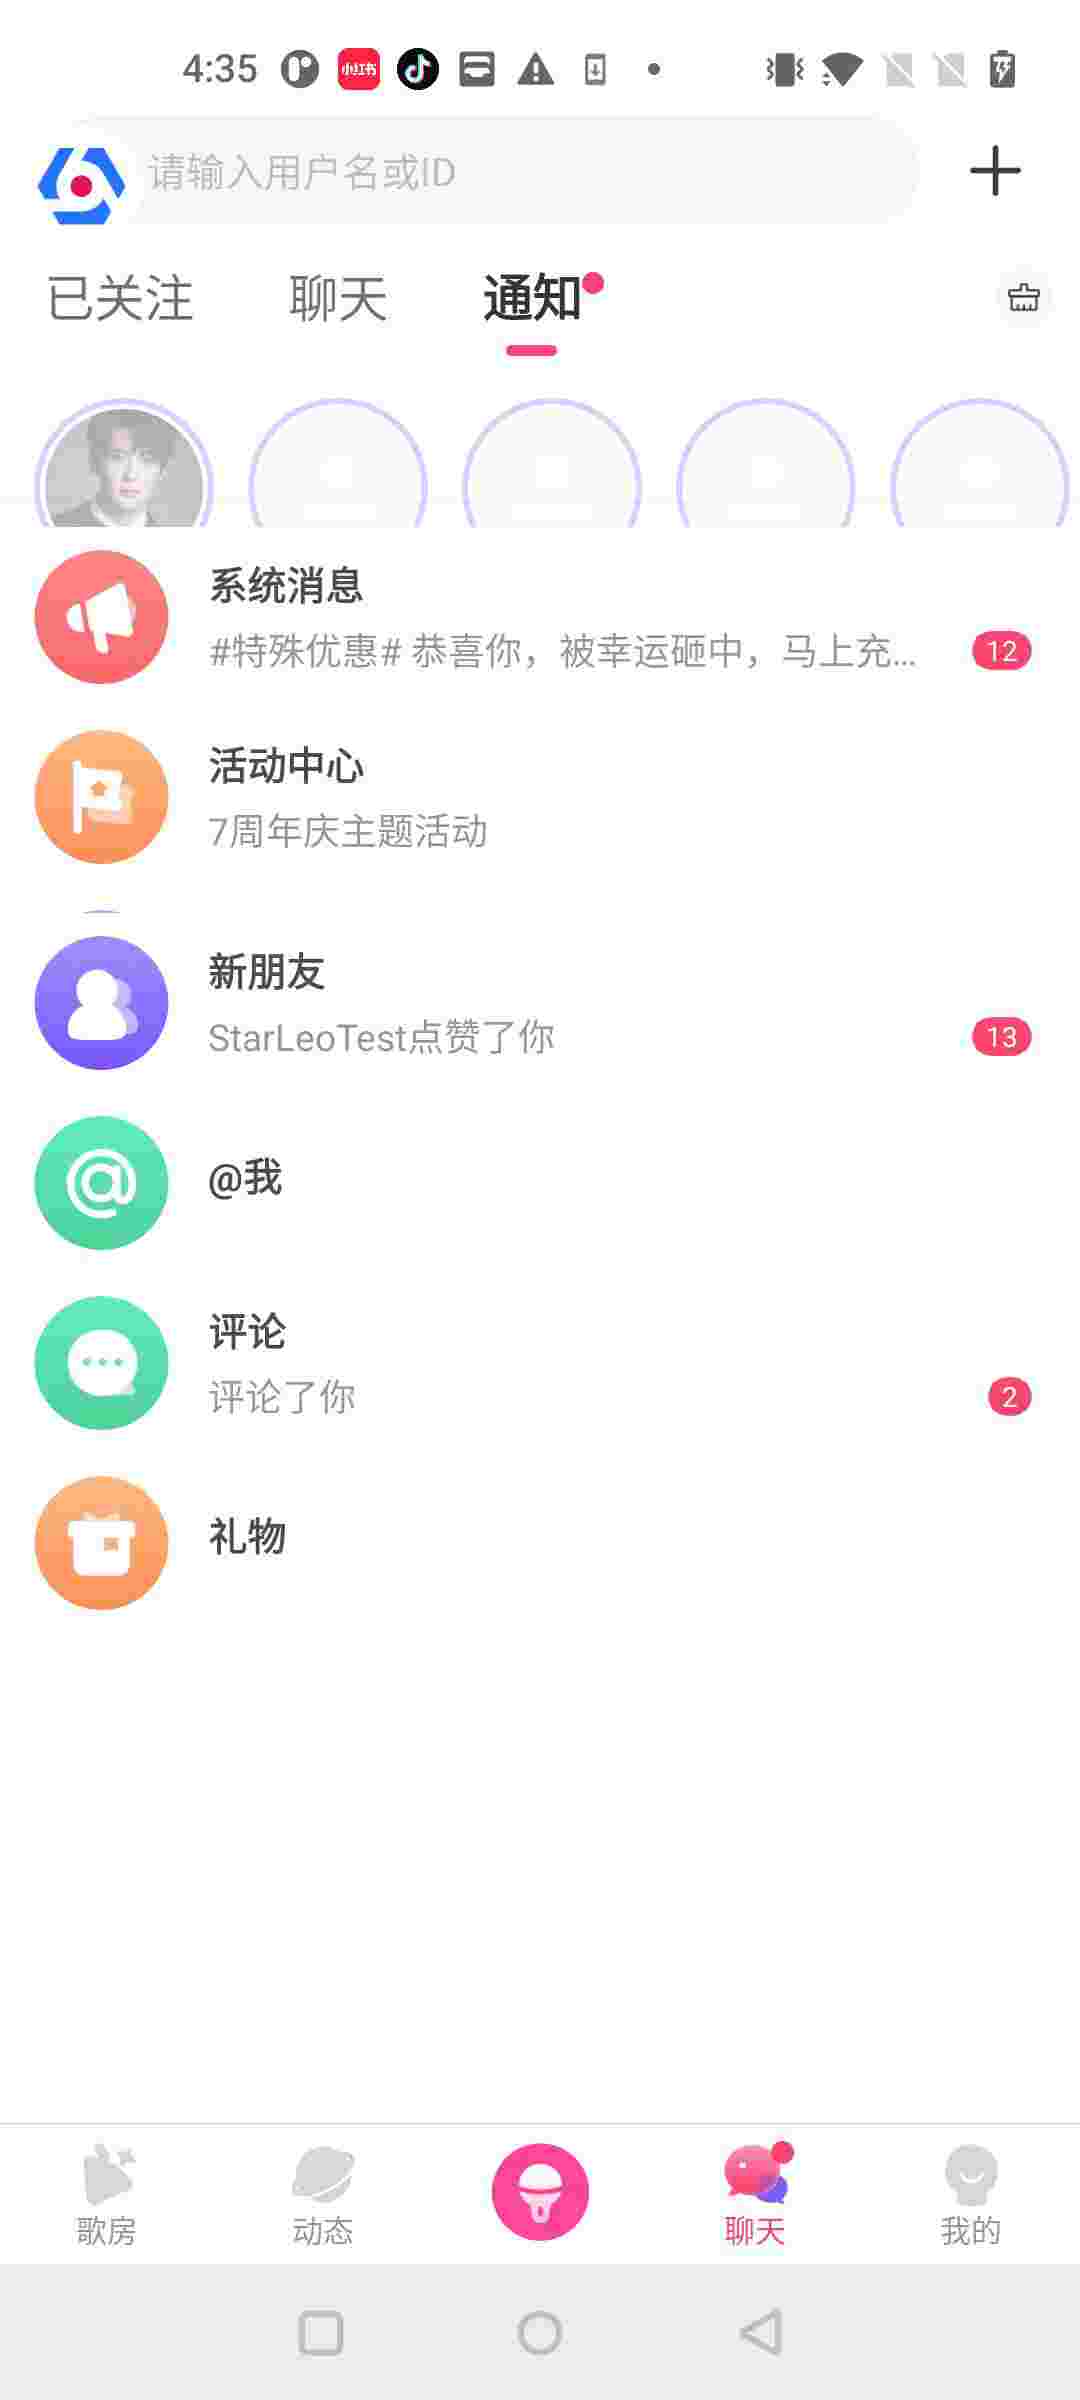 4:35
小红书
请输入用户名或ID
已关注
聊天
通知
系统消息
#特殊优惠# 恭喜你，被幸运砸中，马上充...
12
活动中心
7周年庆主题活动
新朋友
StarLeoTest点赞了你
13
@我
评论
评论了你
2
礼物
歌房
动态
聊天
我的